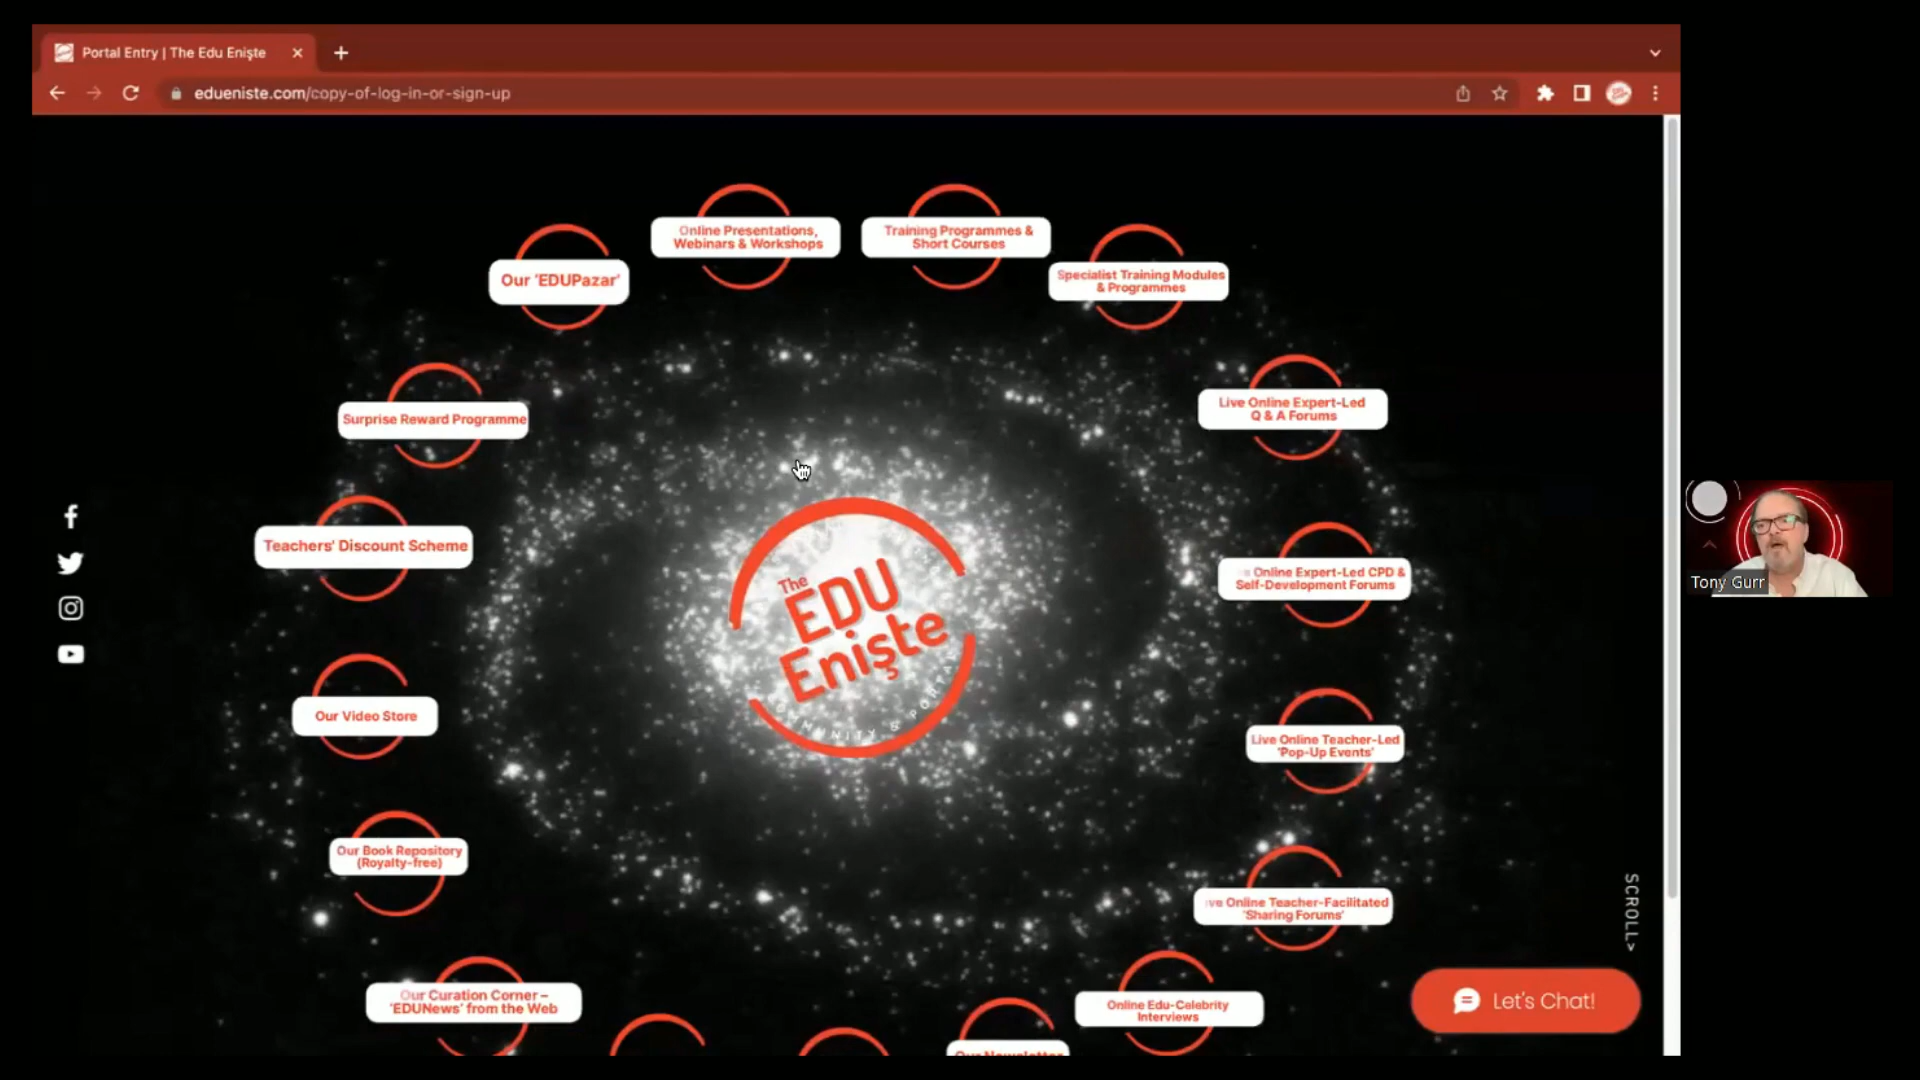 Portal Entry | The Edu Enişte
edueniste.com/copy-of-log-in-or-sign-up
Online Presentations,
Webinars & Workshops
Training Programmes &
Short Courses
Our 'EDUPazar'
Specialist Training Modules
& Programmes
Surprise Reward Programme
Live Online Expert-Led
Q & A Forums
Teachers' Discount Scheme
Online Expert-Led CPD &
Self-Development Forums
The
EDU
Enişte
COMMUNITY & PORTAL
Tony Gurr
Our Video Store
Live Online Teacher-Led
'Pop-Up Events'
Our Book Repository
(Royalty-free)
Online Teacher-Facilitated
'Sharing Forums'
SCROLL>
Our Curation Corner –
'EDUNews' from the Web
Online Edu-Celebrity
Interviews
Let's Chat!
Our Newsletter